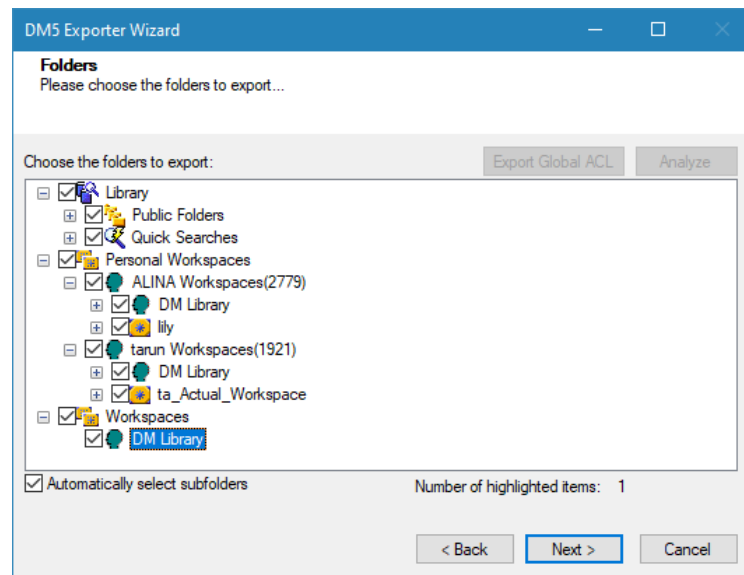 DM5 Exporter Wizard
Folders
Please choose the folders to export...
Choose the folders to export:
Export Global ACL
Analyze
Library
Public Folders
Quick Searches
Personal Workspaces
ALINA Workspaces(2779)
DM Library
lily
tarun Workspaces(1921)
DM Library
ta_Actual_Workspace
Workspaces
DM Library
Automatically select subfolders
Number of highlighted items: 1
< Back
Next >
Cancel